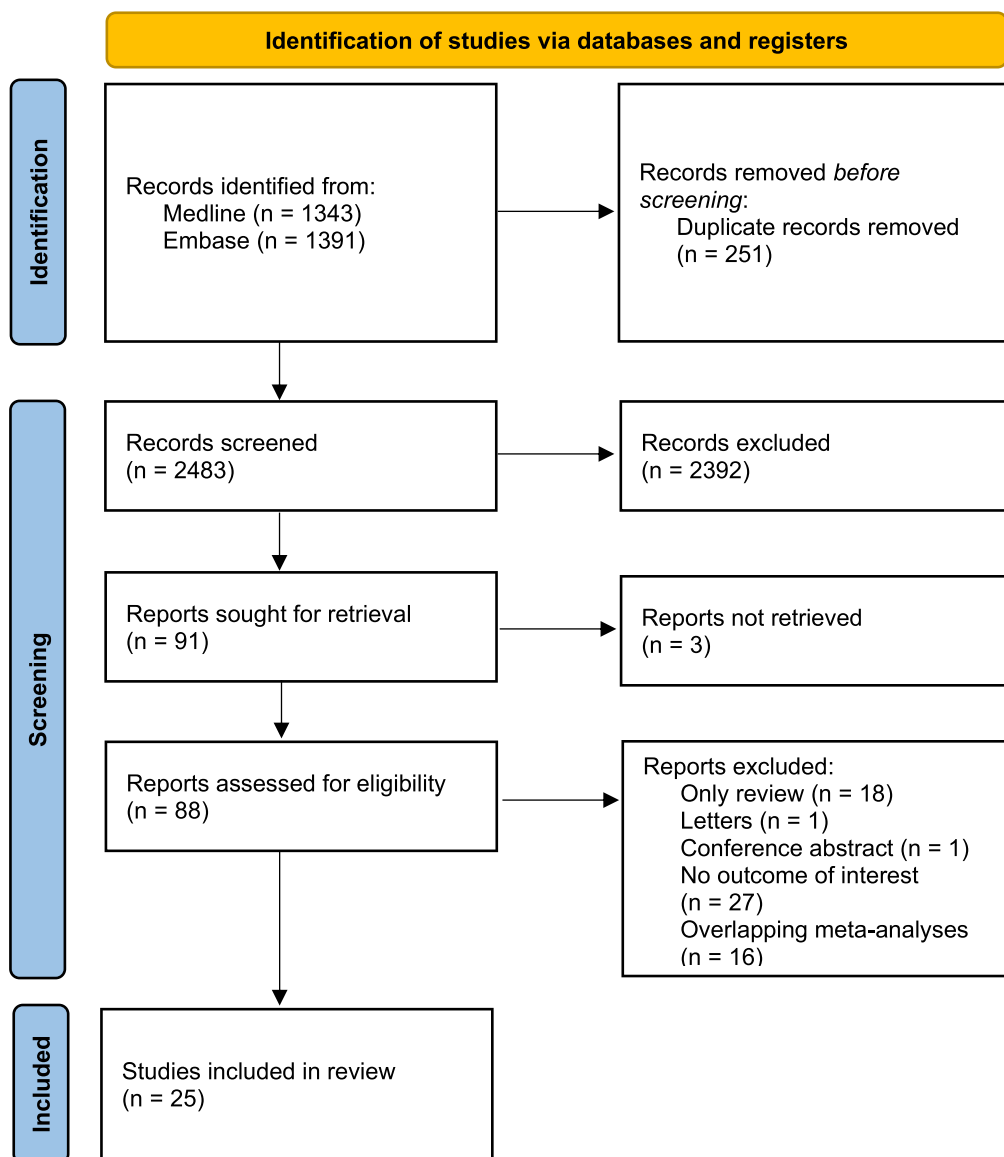 Identification of studies via databases and registers
Identification
Records identified from:
Medline (n = 1343)
Embase (n = 1391)
Records removed before
screening:
Duplicate records removed
(n = 251)
Screening
Records screened
(n = 2483)
Records excluded
(n = 2392)
Reports sought for retrieval
(n = 91)
Reports not retrieved
(n = 3)
Reports assessed for eligibility
(n = 88)
Reports excluded:
Only review (n = 18)
Letters (n = 1)
Conference abstract (n = 1)
No outcome of interest
(n = 27)
Overlapping meta-analyses
(n = 16)
Included
Studies included in review
(n = 25)